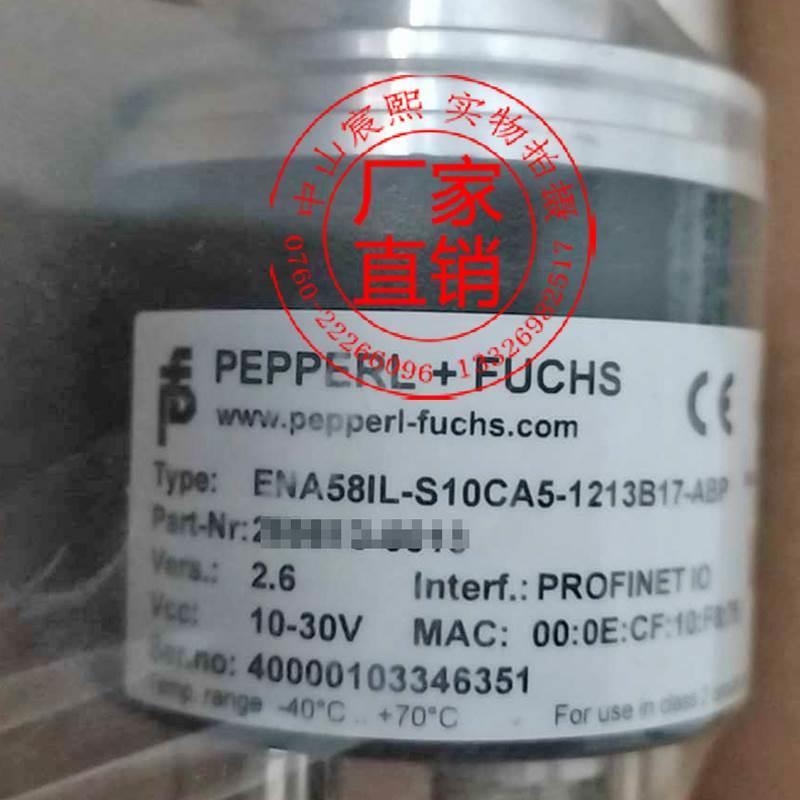 中山宸熙 实物拍摄
厂家
直销
0760-22266096 13326982517
PEPPERL + FUCHS
www.pepperl-fuchs.com
CE
Type: ENA58IL-S10CA5-1213B17-ABP
Part-Nr:
Vers.: 2.6 Interf.: PROFINET IO
Vcc: 10-30V MAC: 00:0E:CF:10:
Ser.no: 40000103346351
Temp. range -40°C .. +70°C For use in class 2